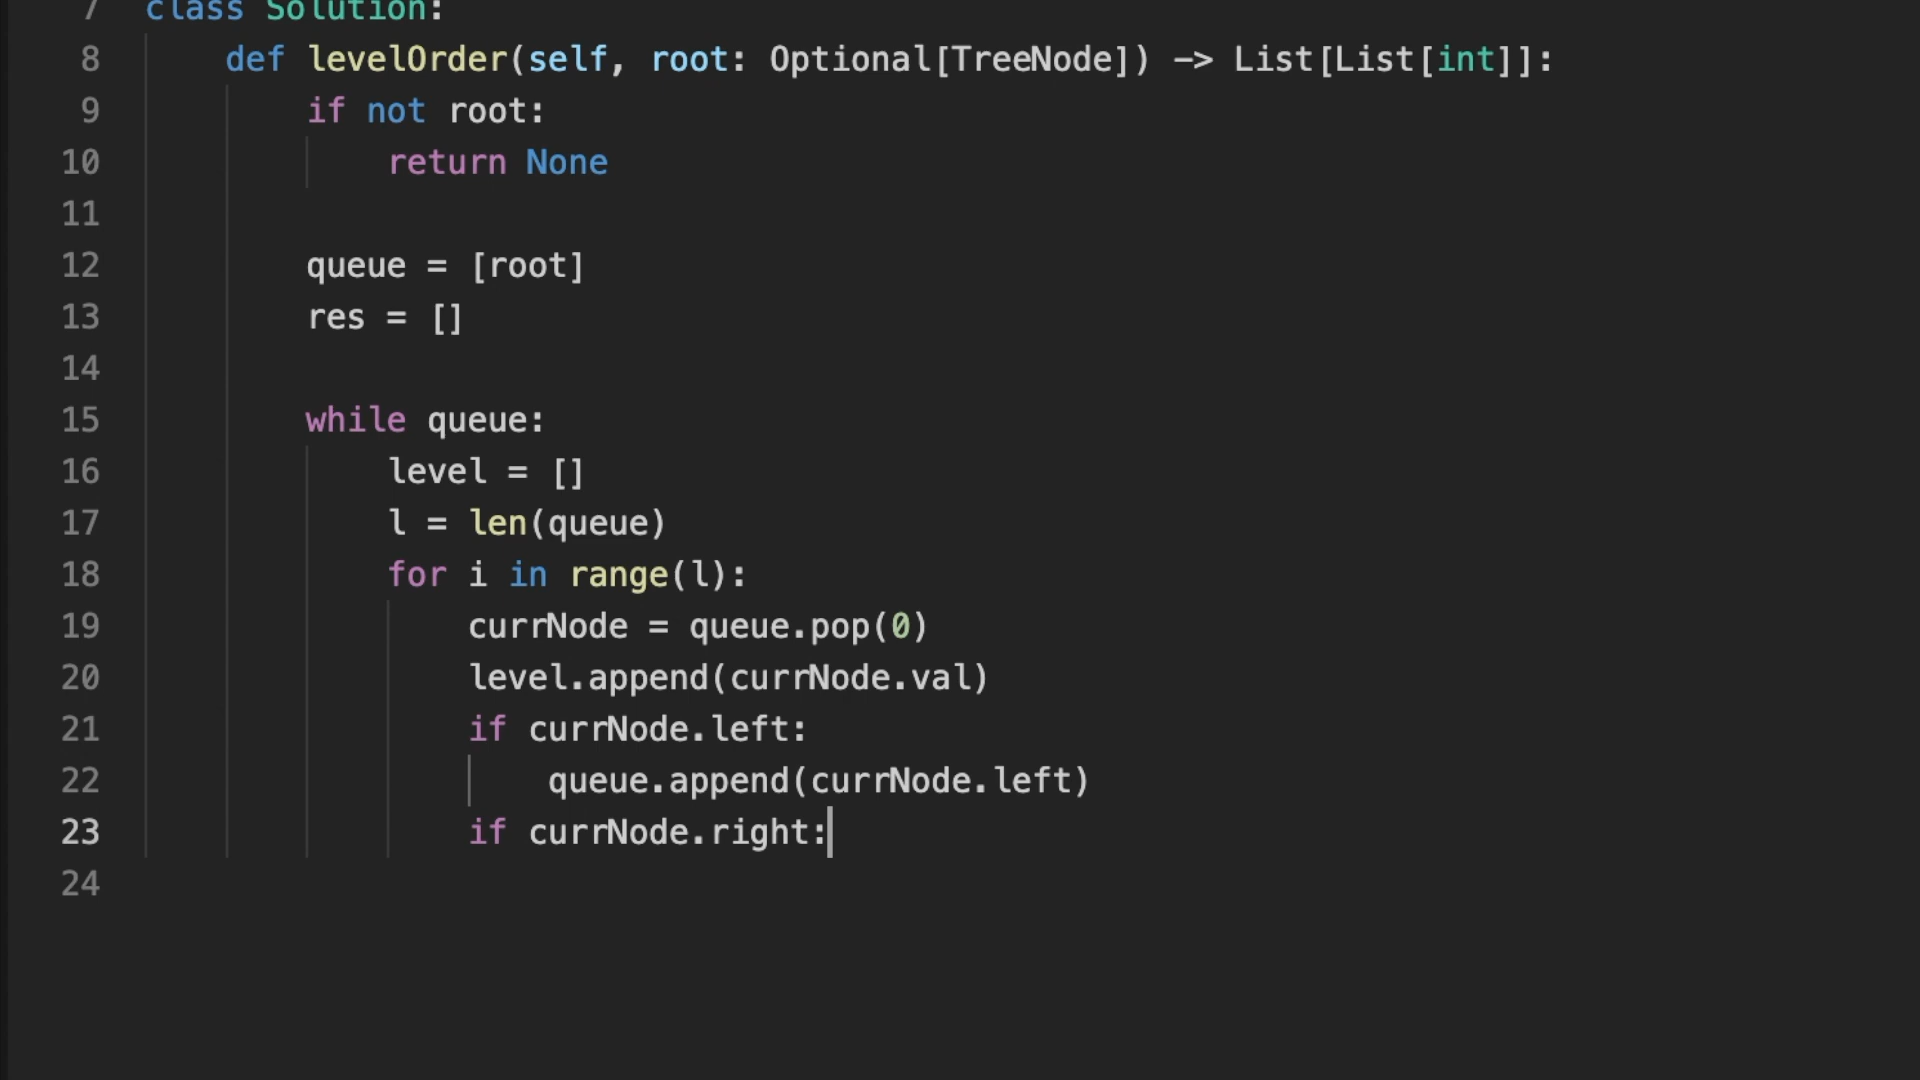 7 class Solution:
8 def levelOrder(self, root: Optional[TreeNode]) -> List[List[int]]:
9 if not root:
10 return None
11
12 queue = [root]
13 res = []
14
15 while queue:
16 level = []
17 l = len(queue)
18 for i in range(l):
19 currNode = queue.pop(0)
20 level.append(currNode.val)
21 if currNode.left:
22 queue.append(currNode.left)
23 if currNode.right:
24